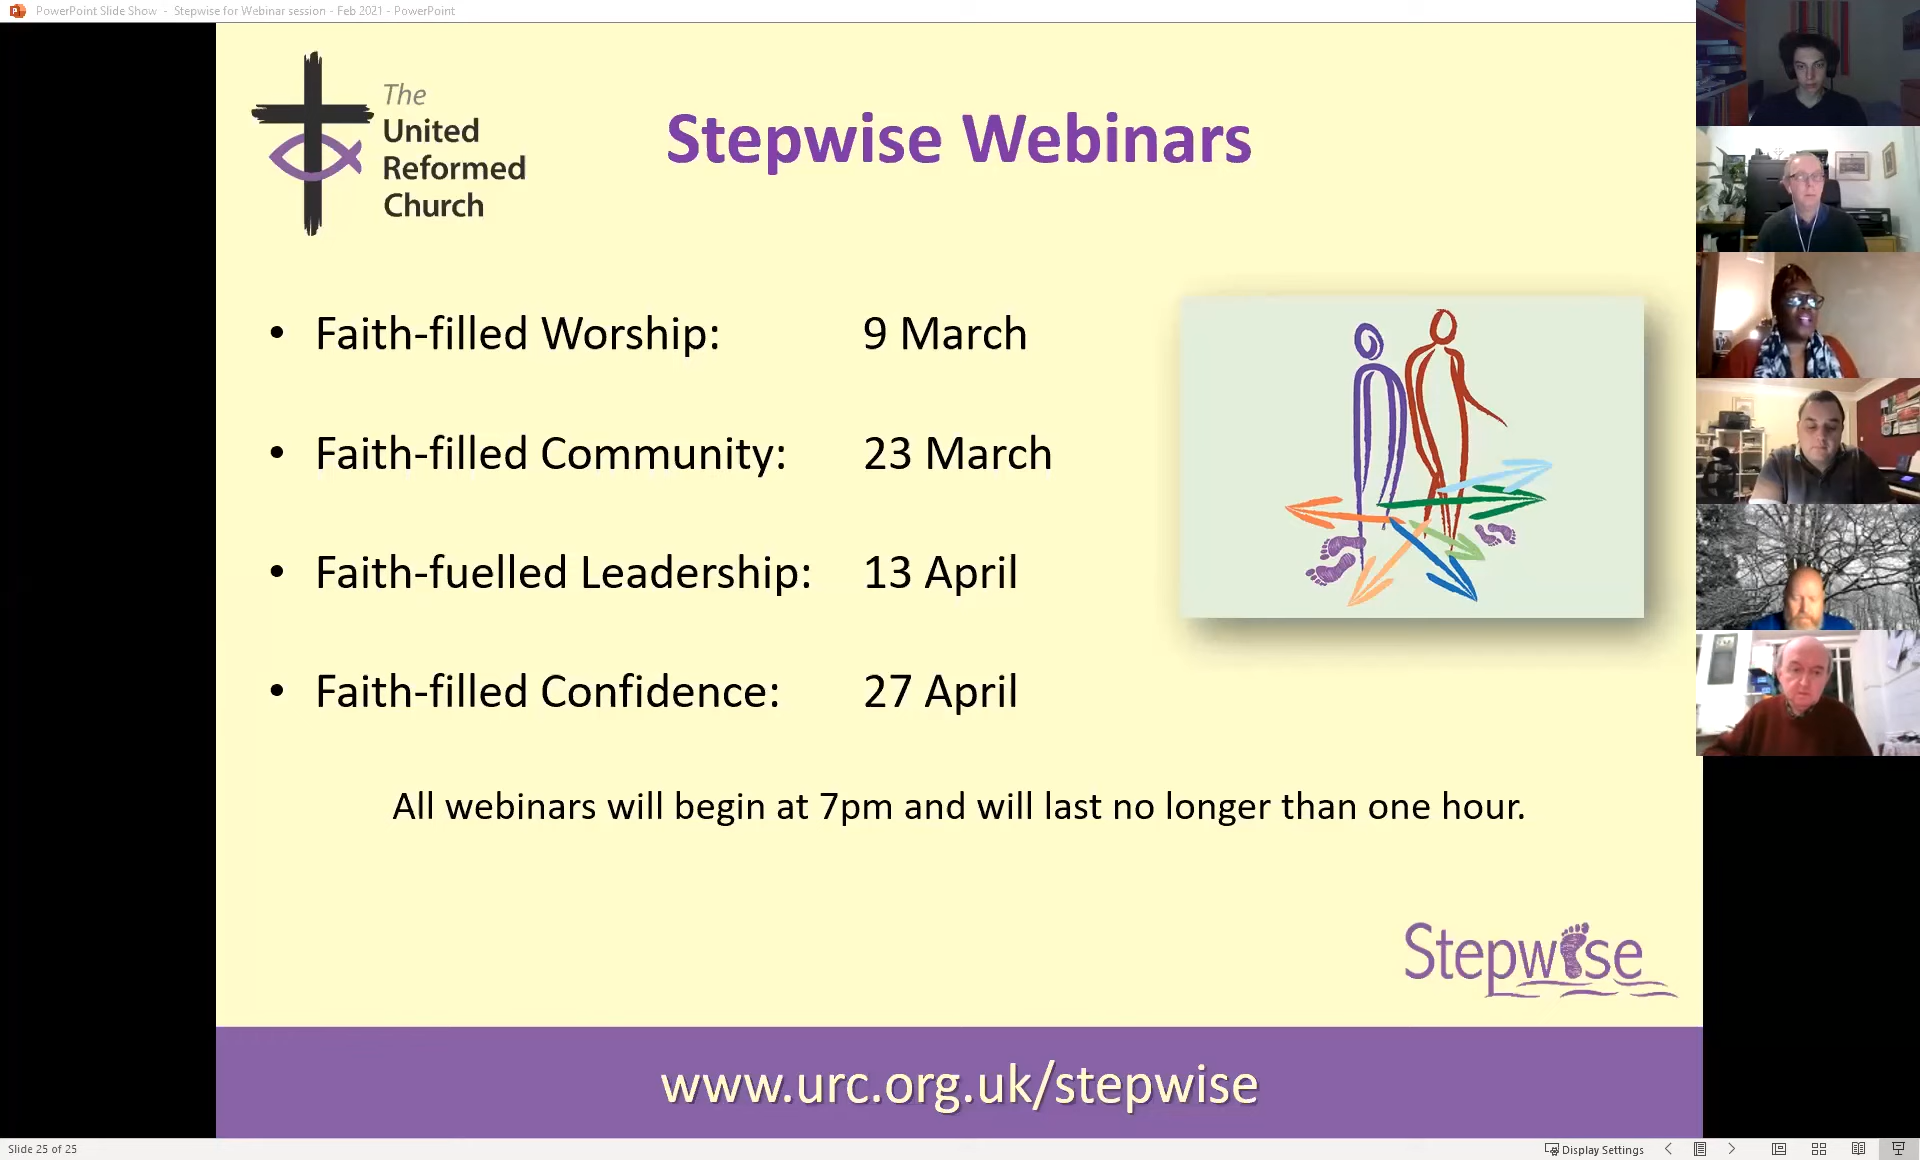 PowerPoint Slide Show - Stepwise for Webinar session - Feb 2021 - PowerPoint
The
United
Reformed
Church
Stepwise Webinars
• Faith-filled Worship: 9 March
• Faith-filled Community: 23 March
• Faith-fuelled Leadership: 13 April
• Faith-filled Confidence: 27 April
All webinars will begin at 7pm and will last no longer than one hour.
Stepwise
www.urc.org.uk/stepwise
Slide 25 of 25
Display Settings